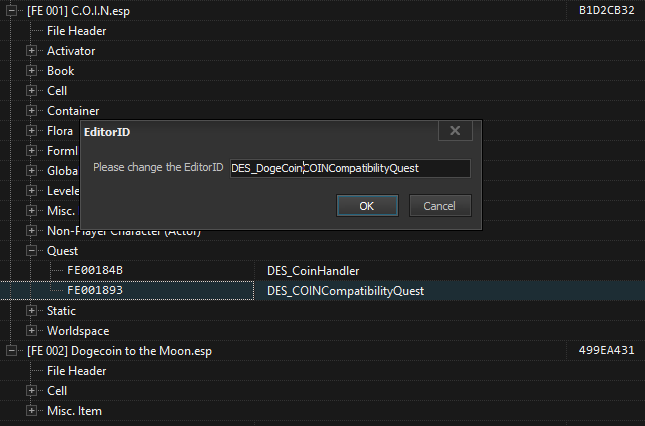 [FE 001] C.O.I.N.esp B1D2CB32
File Header
Activator
Book
Cell
Container
Flora
Forml
Globa
Levele
Misc.
Non-Player Character (Actor)
EditorID
Please change the EditorID DES_DogeCoinCOINCompatibilityQuest
OK Cancel
Quest
FE00184B DES_CoinHandler
FE001893 DES_COINCompatibilityQuest
Static
Worldspace
[FE 002] Dogecoin to the Moon.esp 499EA431
File Header
Cell
Misc. Item